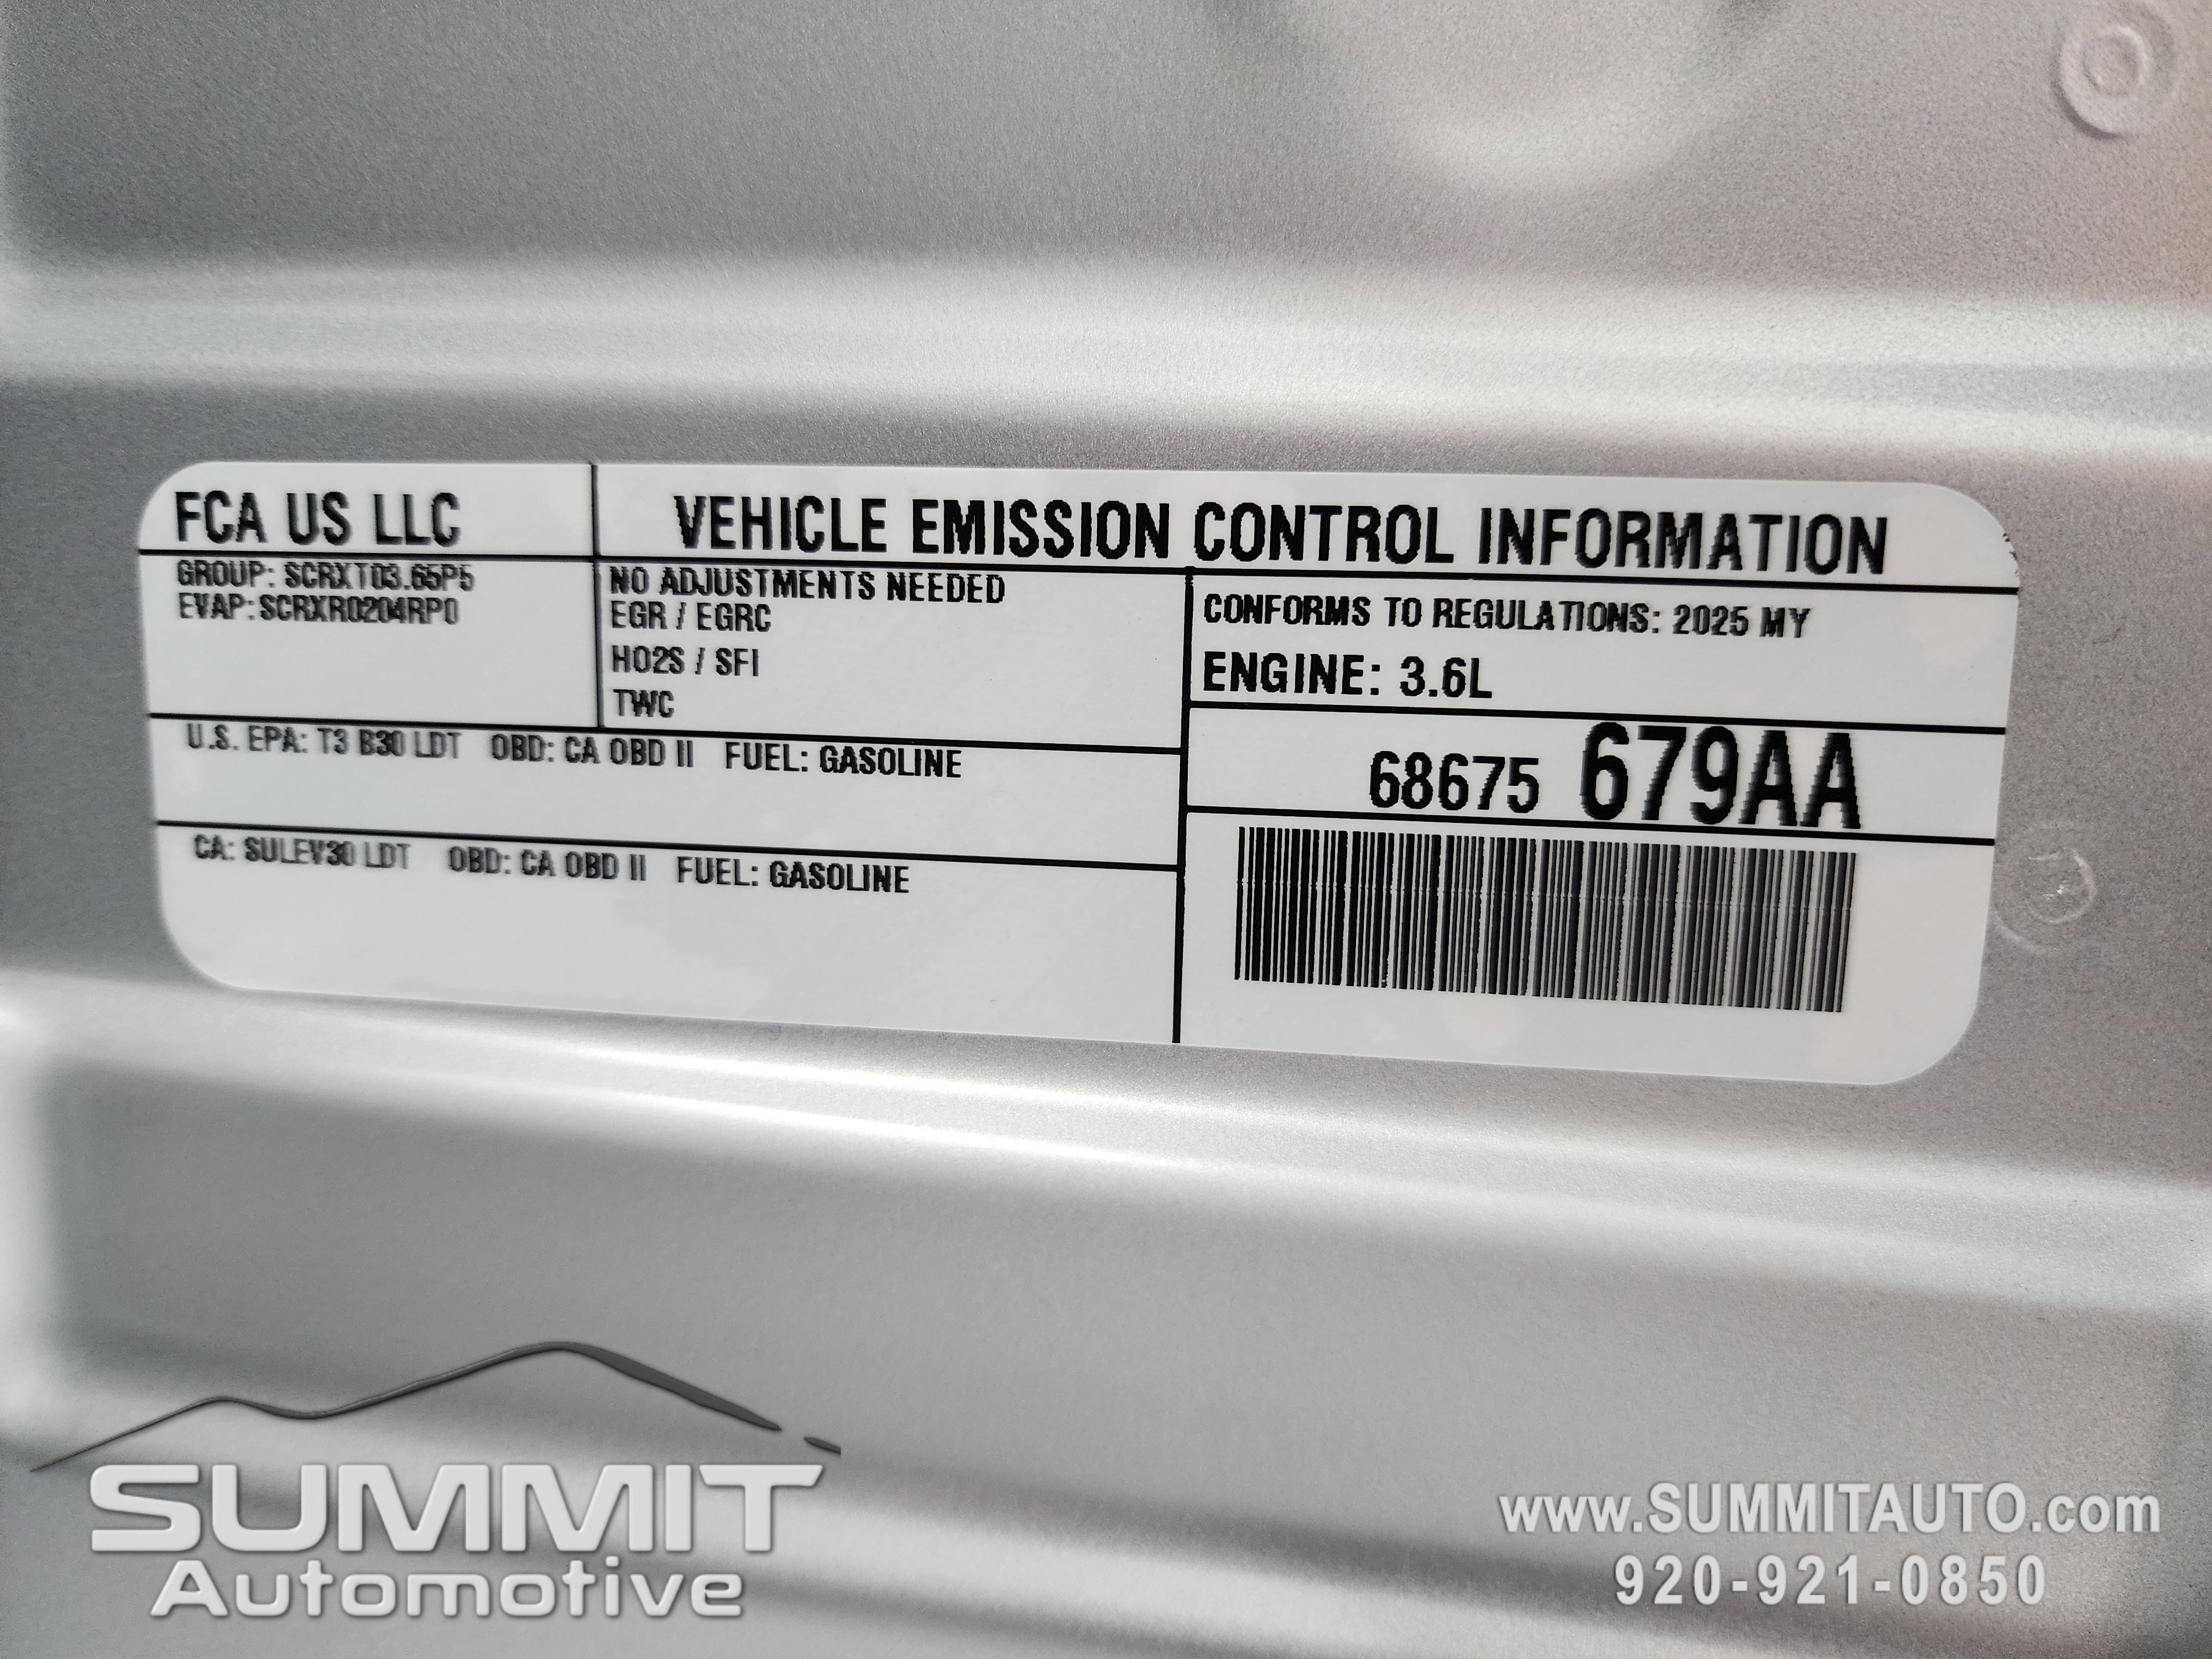 FCA US LLC
VEHICLE EMISSION CONTROL INFORMATION
GROUP: SCRXT03.65P5
EVAP: SCRXR0204RP0
NO ADJUSTMENTS NEEDED
EGR / EGRC
HO2S / SFI
TWC
CONFORMS TO REGULATIONS: 2025 MY
ENGINE: 3.6L
U.S. EPA: T3 B30 LDT OBD: CA OBD II FUEL: GASOLINE
68675 679AA
CA: SULEV30 LDT OBD: CA OBD II FUEL: GASOLINE
SUMMIT
Automotive
www.SUMMITAUTO.com
920-921-0850